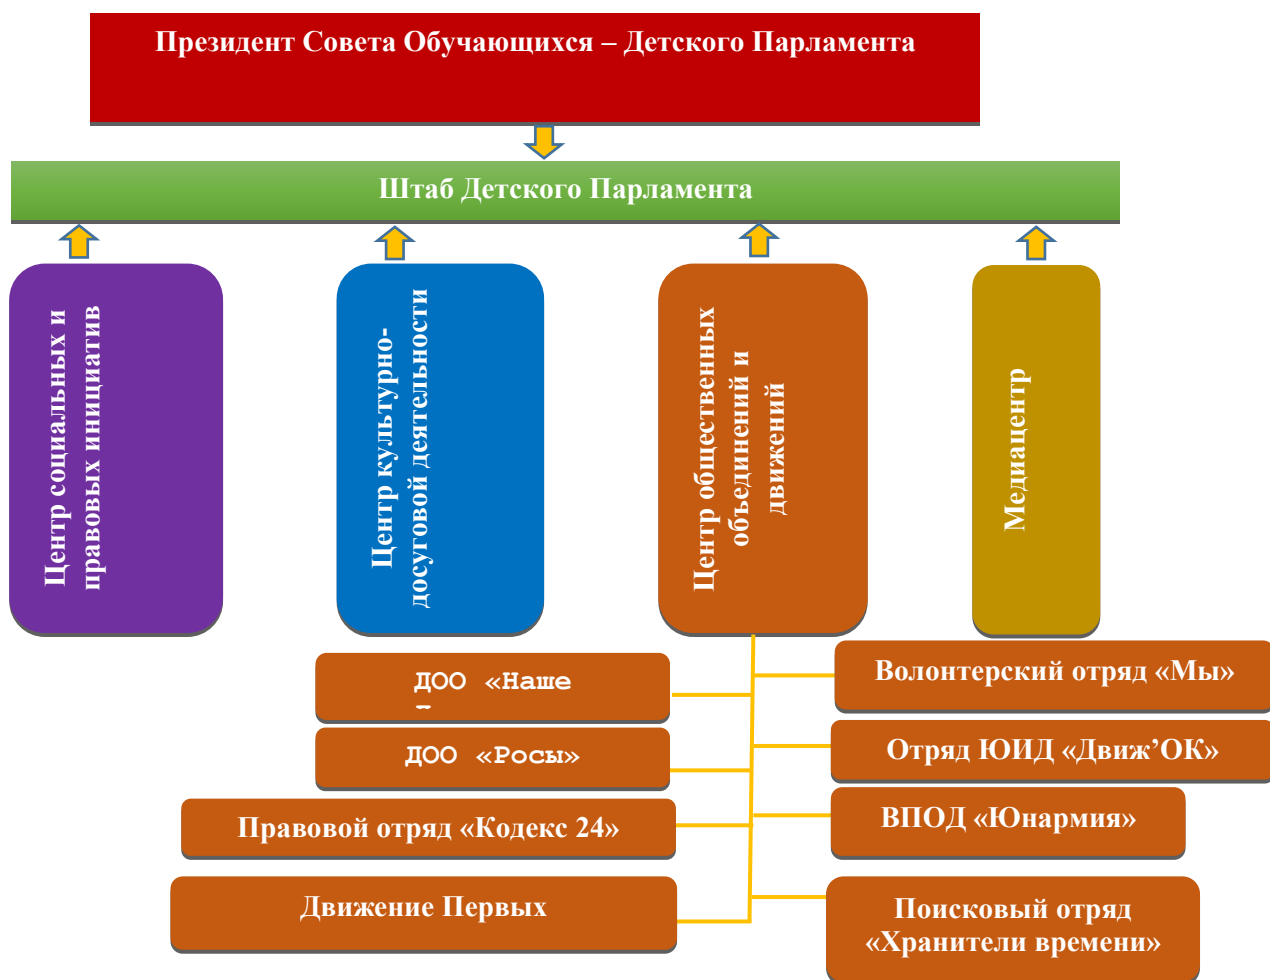 Президент Совета Обучающихся – Детского Парламента
Штаб Детского Парламента
Центр социальных и
правовых инициатив
Центр культурно-
досуговой деятельности
Центр общественных
объединений и
движений
Медиацентр
ДОО «Наше
ДОО «Росы»
Правовой отряд «Кодекс 24»
Движение Первых
Волонтерский отряд «Мы»
Отряд ЮИД «Движ’ОК»
ВПОД «Юнармия»
Поисковый отряд
«Хранители времени»